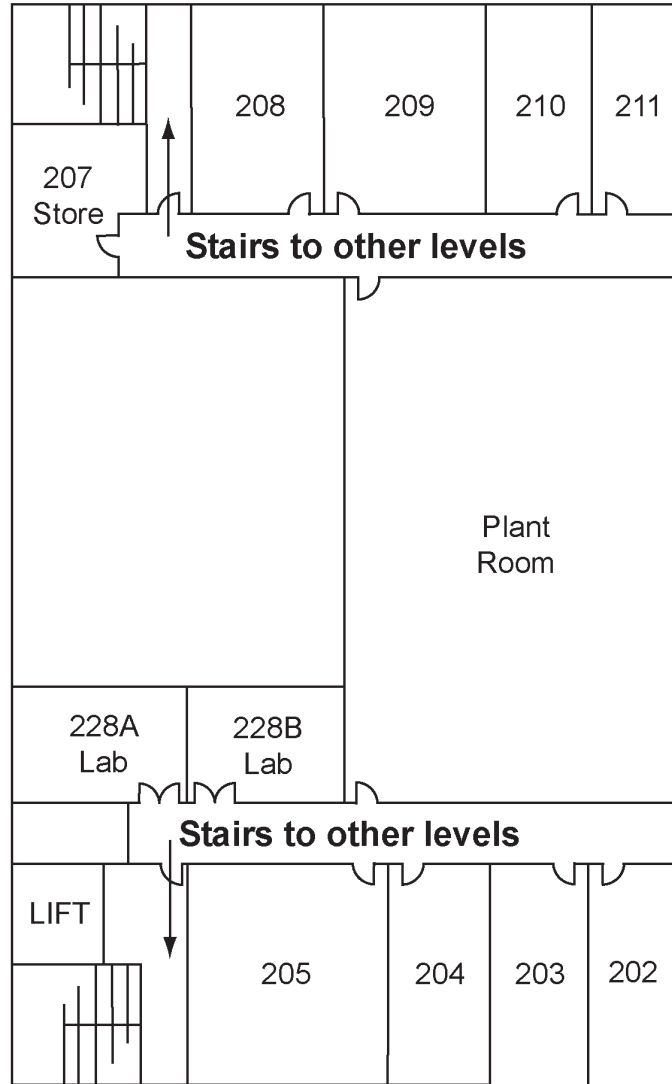 208
209
210
211
207
Store
Stairs to other levels
Plant
Room
228A
Lab
228B
Lab
Stairs to other levels
LIFT
205
204
203
202